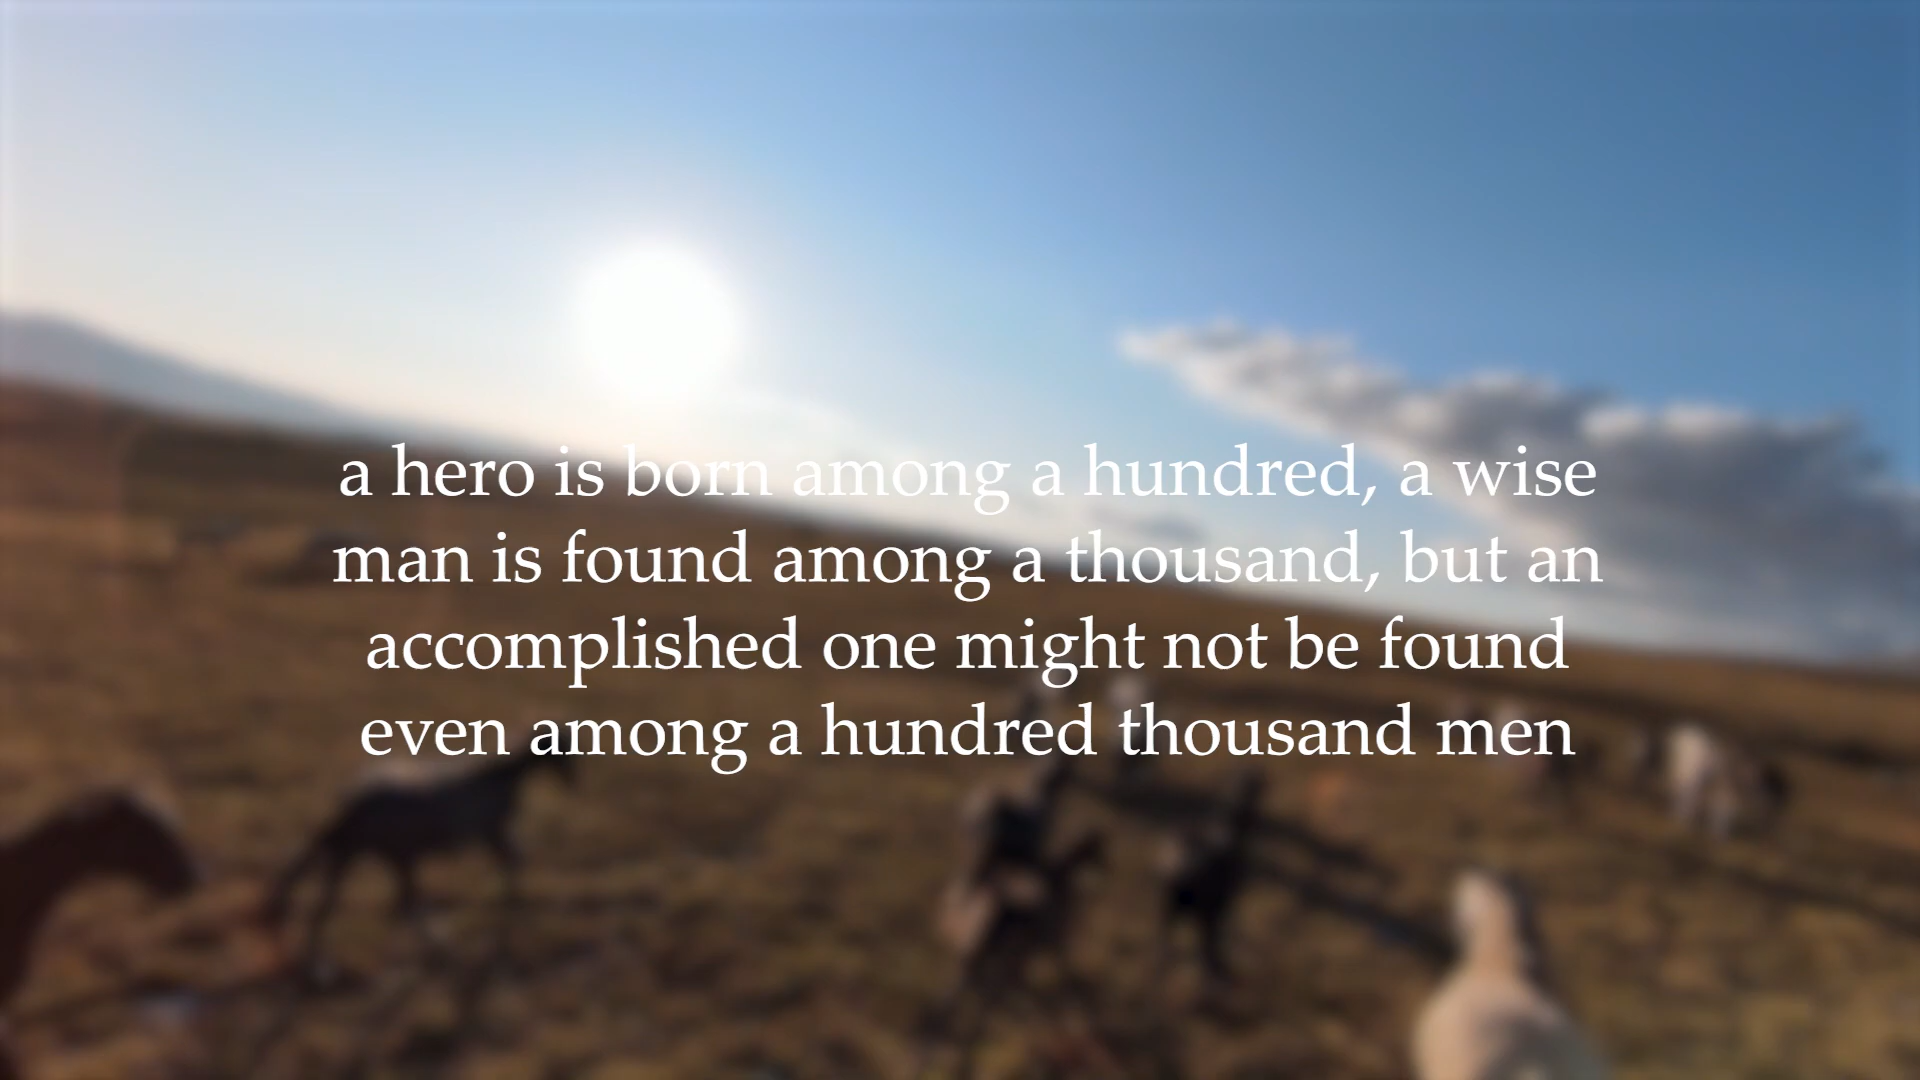 a hero is born among a hundred, a wise
man is found among a thousand, but an
accomplished one might not be found
even among a hundred thousand men